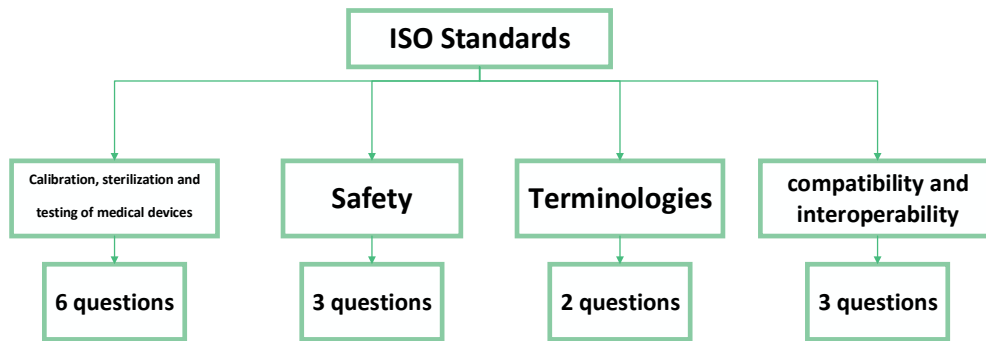 ISO Standards
Calibration, sterilization and
testing of medical devices
Safety
Terminologies
compatibility and
interoperability
6 questions
3 questions
2 questions
3 questions